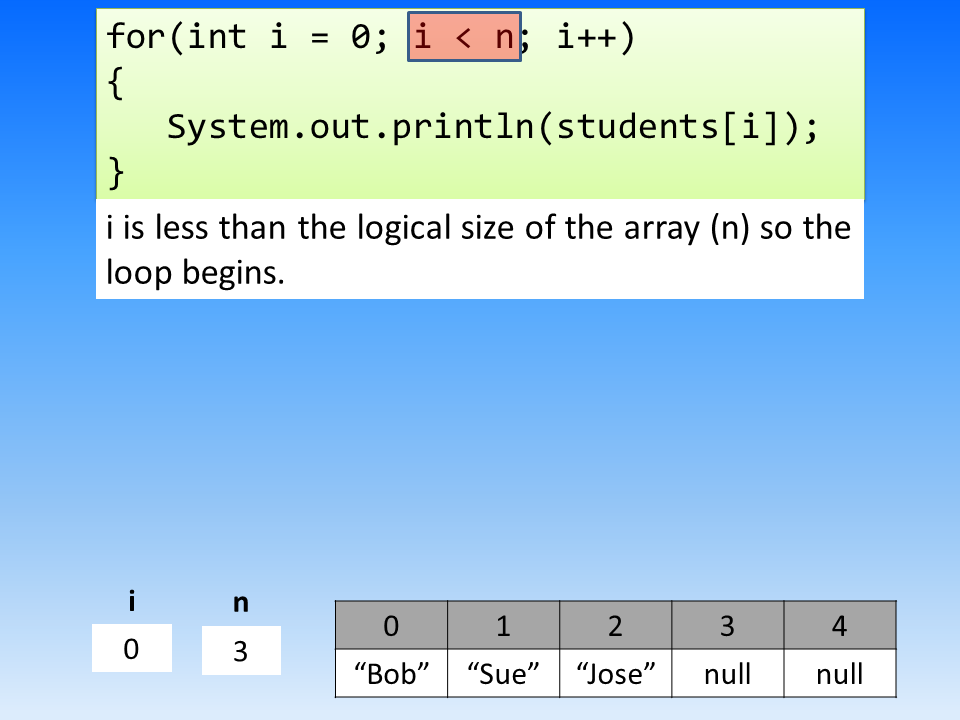 for(int i = 0; i < n; i++)
{
   System.out.println(students[i]);
}
i is less than the logical size of the array (n) so the
loop begins.
i n
0 3
0 1 2 3 4
“Bob” “Sue” “Jose” null null